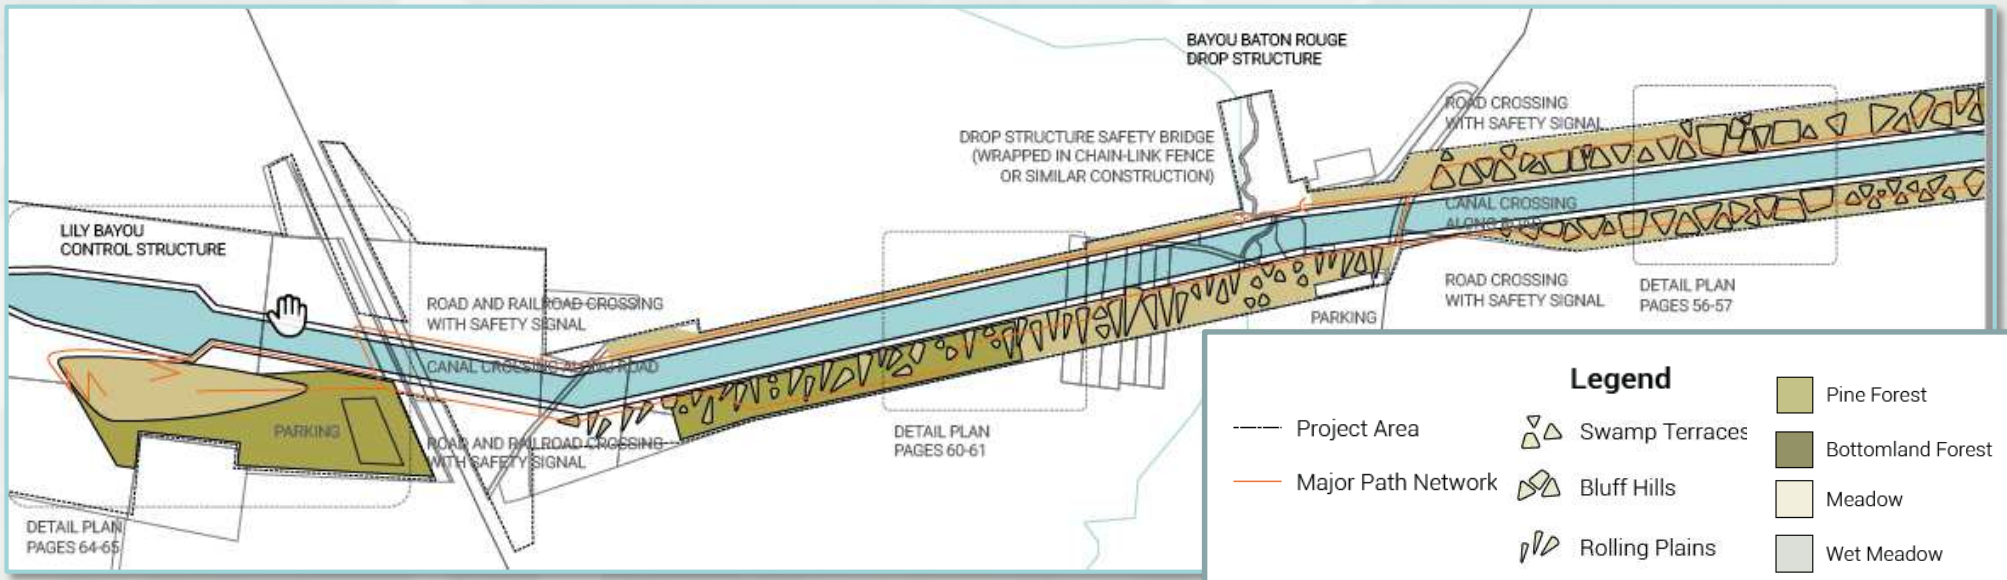 BAYOU BATON ROUGE
DROP STRUCTURE
ROAD CROSSING
WITH SAFETY SIGNAL
DROP STRUCTURE SAFETY BRIDGE
(WRAPPED IN CHAIN-LINK FENCE
OR SIMILAR CONSTRUCTION)
CANAL CROSSING
ALONG ROAD
LILY BAYOU
CONTROL STRUCTURE
ROAD CROSSING
WITH SAFETY SIGNAL
DETAIL PLAN
PAGES 56-57
ROAD AND RAILROAD CROSSING
WITH SAFETY SIGNAL
PARKING
CANAL CROSSING ALONG ROAD
PARKING
DETAIL PLAN
PAGES 60-61
ROAD AND RAILROAD CROSSING
WITH SAFETY SIGNAL
DETAIL PLAN
PAGES 64-65
Legend
Project Area
Major Path Network
Swamp Terraces
Bluff Hills
Rolling Plains
Pine Forest
Bottomland Forest
Meadow
Wet Meadow